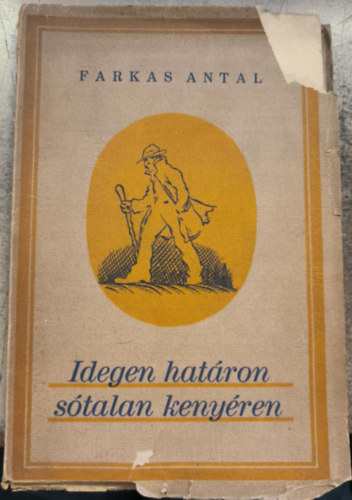 FARKAS ANTAL
Idegen határon
sótalan kenyéren